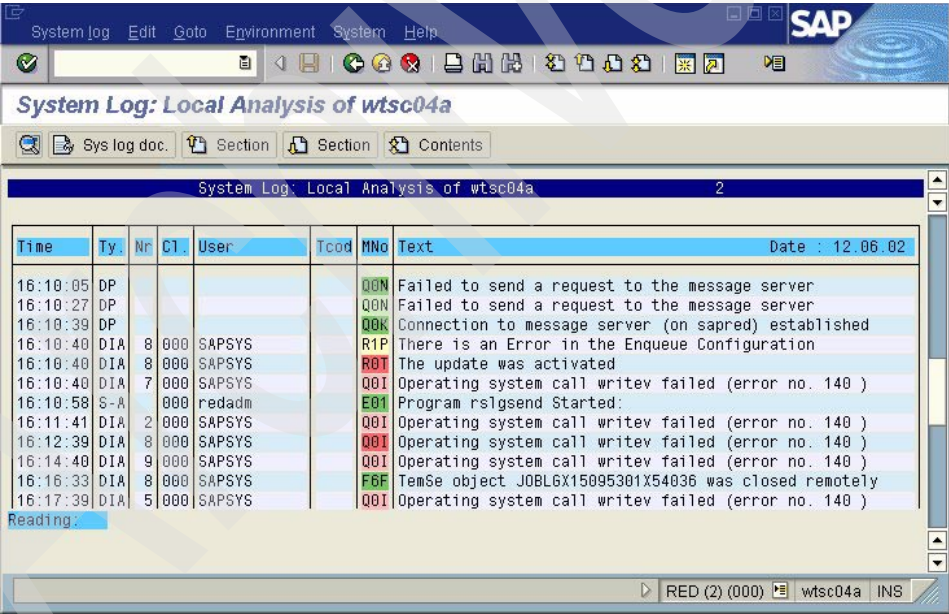 System log Edit Goto Environment System Help
SAP
System Log: Local Analysis of wtsc04a
Sys log doc. Section Section Contents
System Log: Local Analysis of wtsc04a 2
Time Ty. Nr Cl. User Tcod MNo Text Date : 12.06.02
16:10:05 DP Q0N Failed to send a request to the message server
16:10:27 DP Q0N Failed to send a request to the message server
16:10:39 DP Q0K Connection to message server (on sapred) established
16:10:40 DIA 8 000 SAPSYS R1P There is an Error in the Enqueue Configuration
16:10:40 DIA 8 000 SAPSYS R0T The update was activated
16:10:40 DIA 7 000 SAPSYS Q0I Operating system call writev failed (error no. 140 )
16:10:58 S-A 000 redadm E01 Program rslgsend Started:
16:11:41 DIA 2 000 SAPSYS Q0I Operating system call writev failed (error no. 140 )
16:12:39 DIA 8 000 SAPSYS Q0I Operating system call writev failed (error no. 140 )
16:14:40 DIA 9 000 SAPSYS Q0I Operating system call writev failed (error no. 140 )
16:16:33 DIA 8 000 SAPSYS F6F TemSe object JOBLGX15095301X54036 was closed remotely
16:17:39 DIA 5 000 SAPSYS Q0I Operating system call writev failed (error no. 140 )
Reading:
RED (2) (000) wtsc04a INS